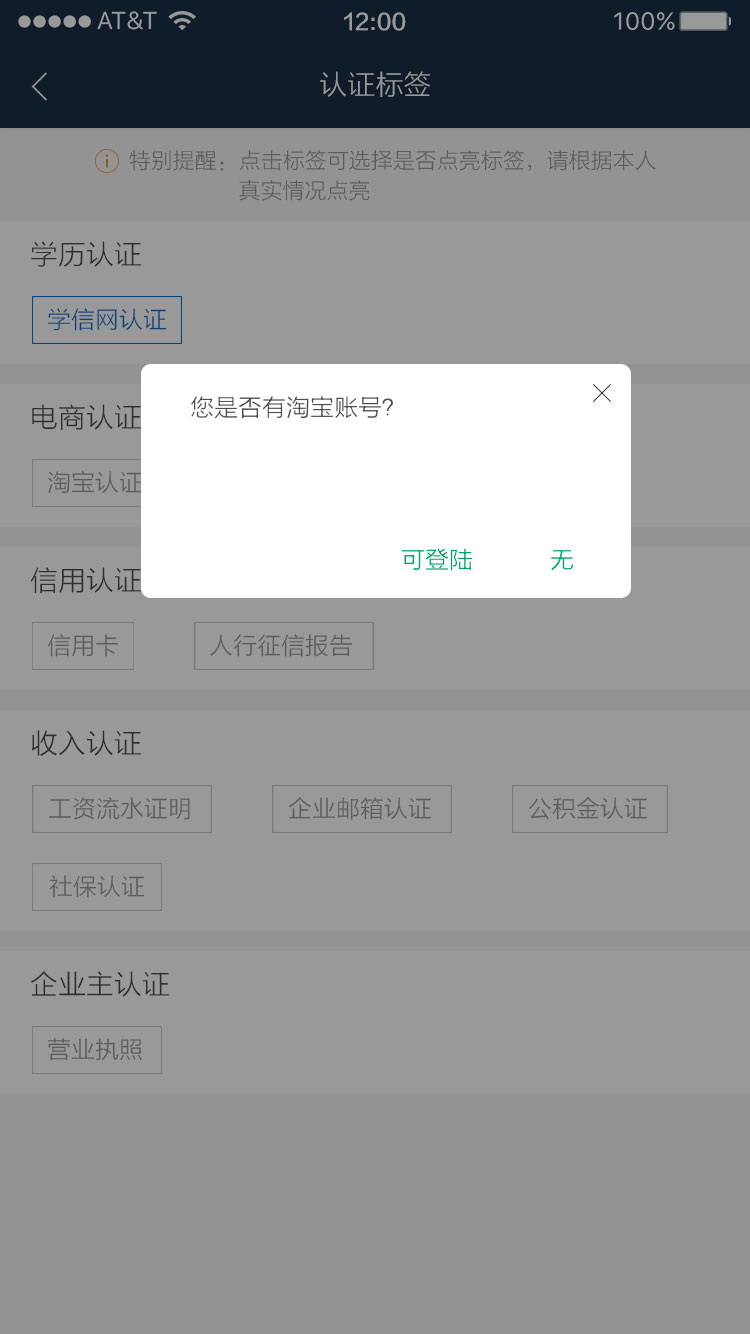 AT&T 12:00 100%
认证标签
特别提醒：点击标签可选择是否点亮标签，请根据本人
真实情况点亮
学历认证
学信网认证
您是否有淘宝账号?
电商认证
淘宝认证
可登陆 无
信用认证
信用卡 人行征信报告
收入认证
工资流水证明 企业邮箱认证 公积金认证
社保认证
企业主认证
营业执照